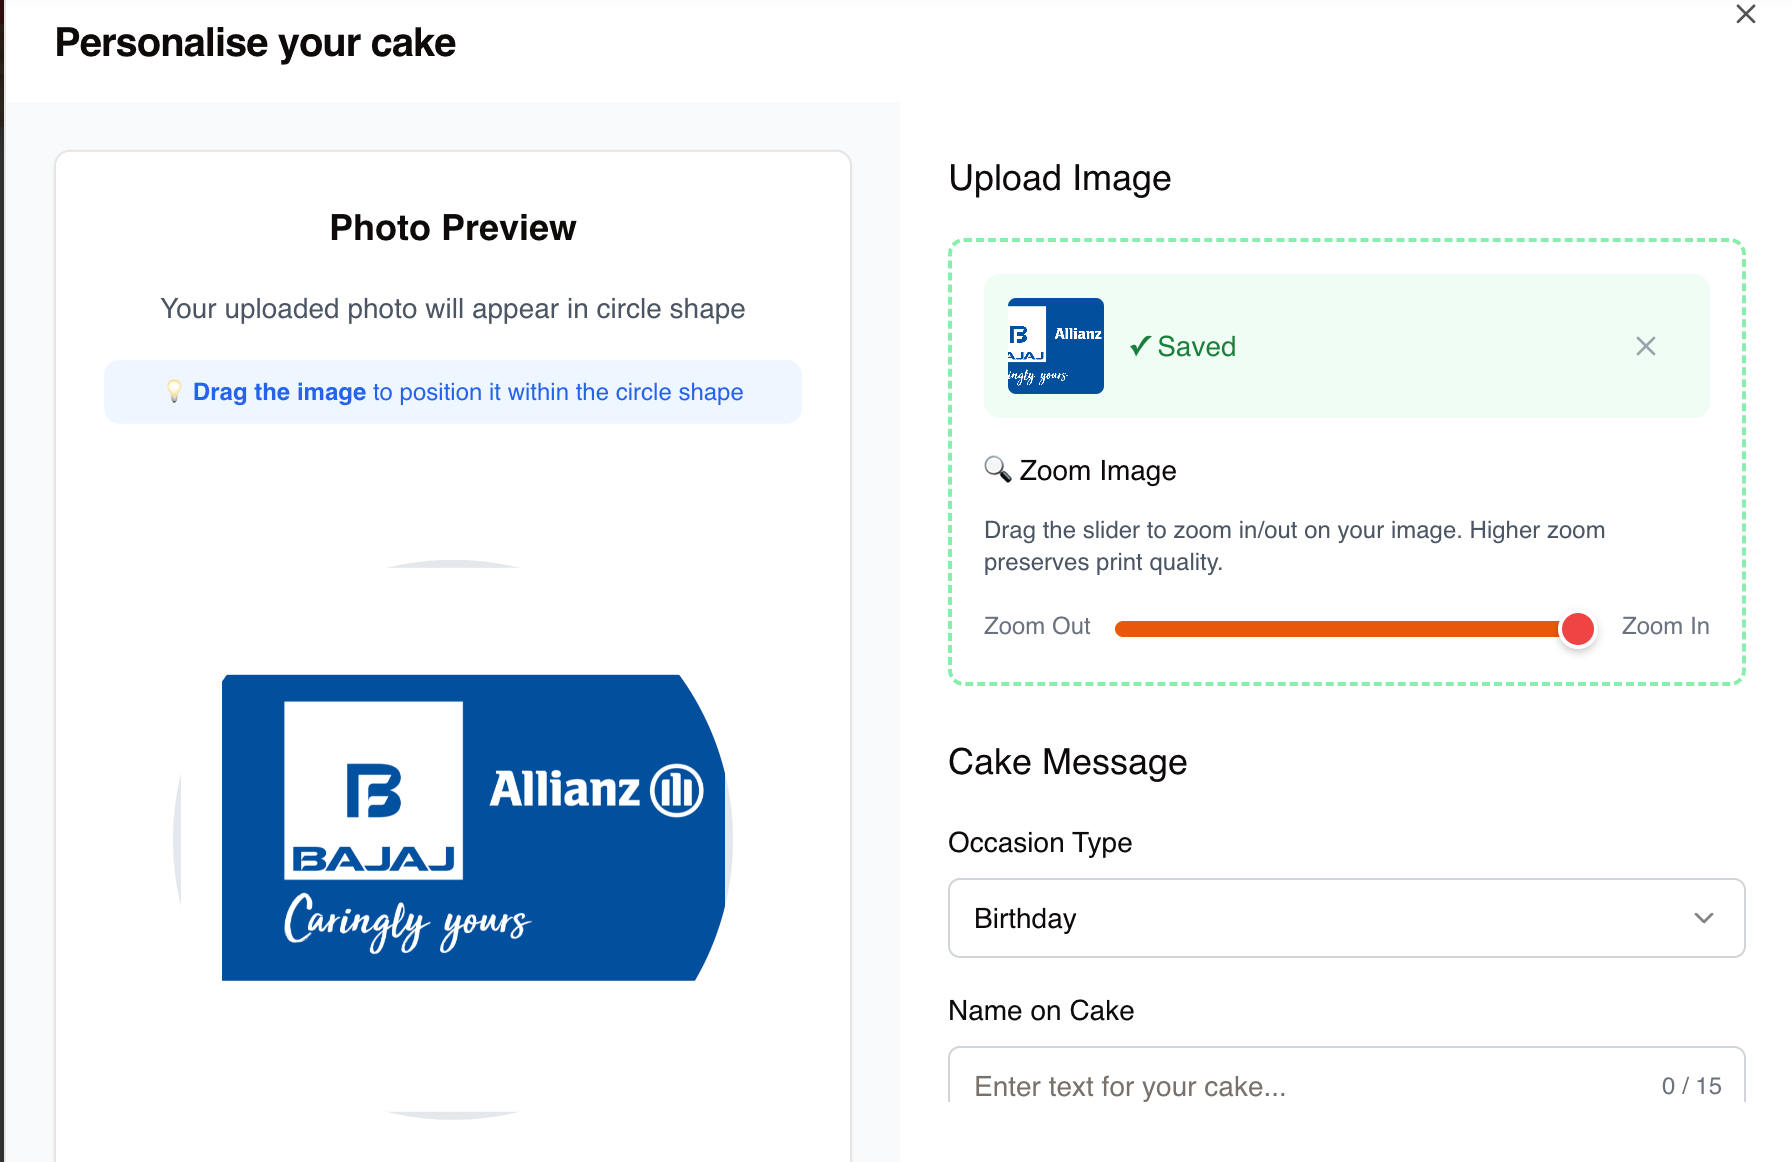 Personalise your cake
Photo Preview
Your uploaded photo will appear in circle shape
Drag the image to position it within the circle shape
BAJAJ
Allianz
Caringly yours
Upload Image
Allianz
AJAJ
ingly yours
✓ Saved
Zoom Image
Drag the slider to zoom in/out on your image. Higher zoom
preserves print quality.
Zoom Out
Zoom In
Cake Message
Occasion Type
Birthday
Name on Cake
Enter text for your cake...
0 / 15